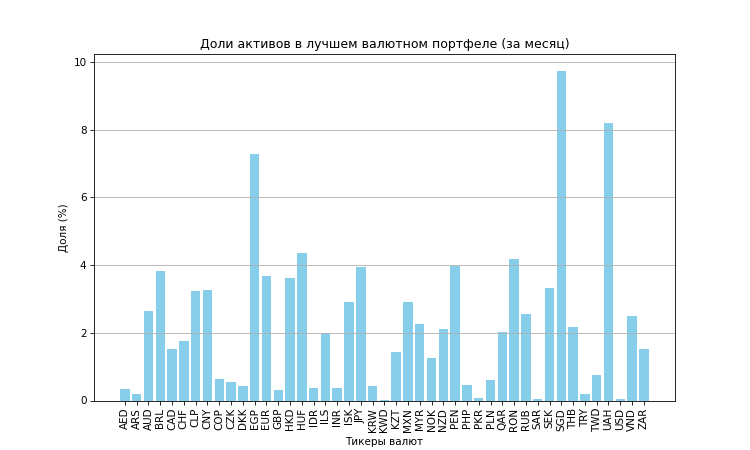 Доли активов в лучшем валютном портфеле (за месяц)
10
8
6
4
2
0
Доля (%)
AED
ARS
AUD
BRL
CAD
CHF
CLP
CNY
COP
CZK
DKK
EGP
EUR
GBP
HKD
HUF
IDR
ILS
INR
ISK
JPY
KRW
KWD
KZT
MXN
MYR
NOK
NZD
PEN
PHP
PKR
PLN
QAR
RON
RUB
SAR
SEK
SGD
THB
TRY
TWD
UAH
USD
VND
ZAR
Тикеры валют